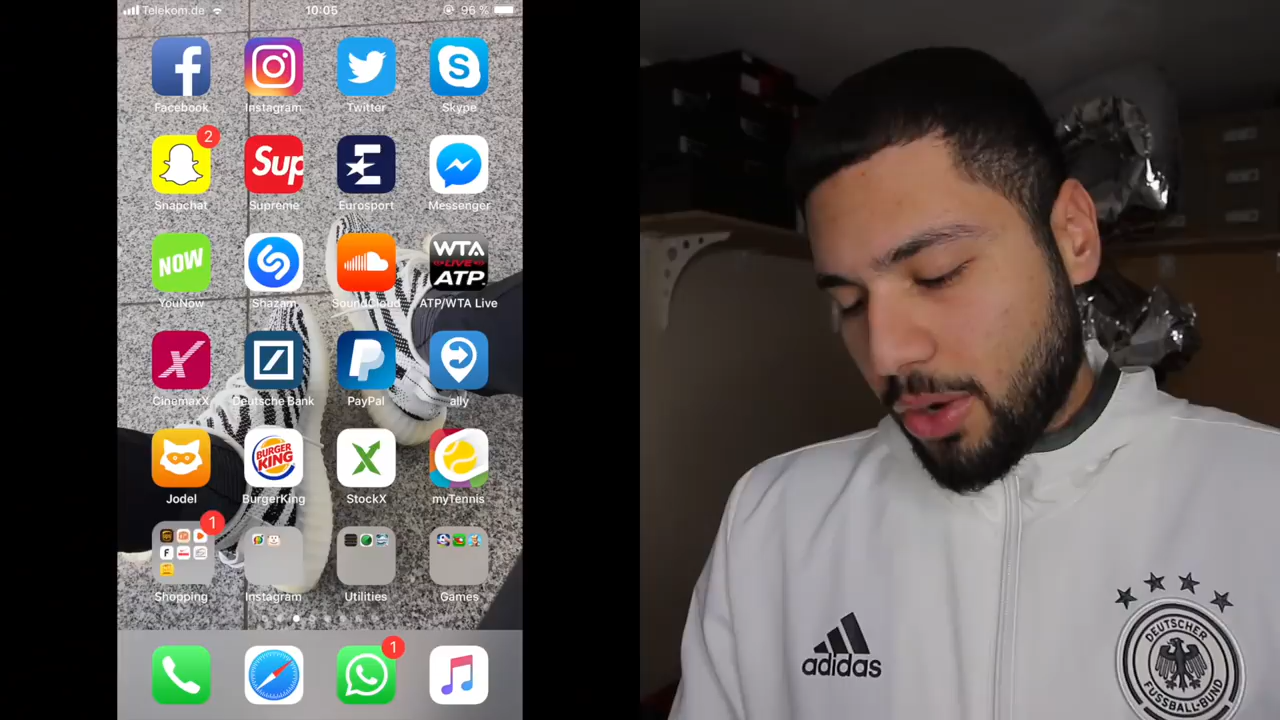 Telekom.de
10:05
96 %
Facebook
Instagram
Twitter
Skype
2
Sup
Snapchat
Supreme
Eurosport
Messenger
NOW
WTA
LIVE
ATP
YouNow
Shazam
SoundCloud
ATP/WTA Live
X
CinemaxX
Deutsche Bank
PayPal
ally
BURGER
KING
Jodel
BurgerKing
StockX
myTennis
1
Shopping
Instagram
Utilities
Games
1
adidas
DEUTSCHER
FUSSBALL-BUND